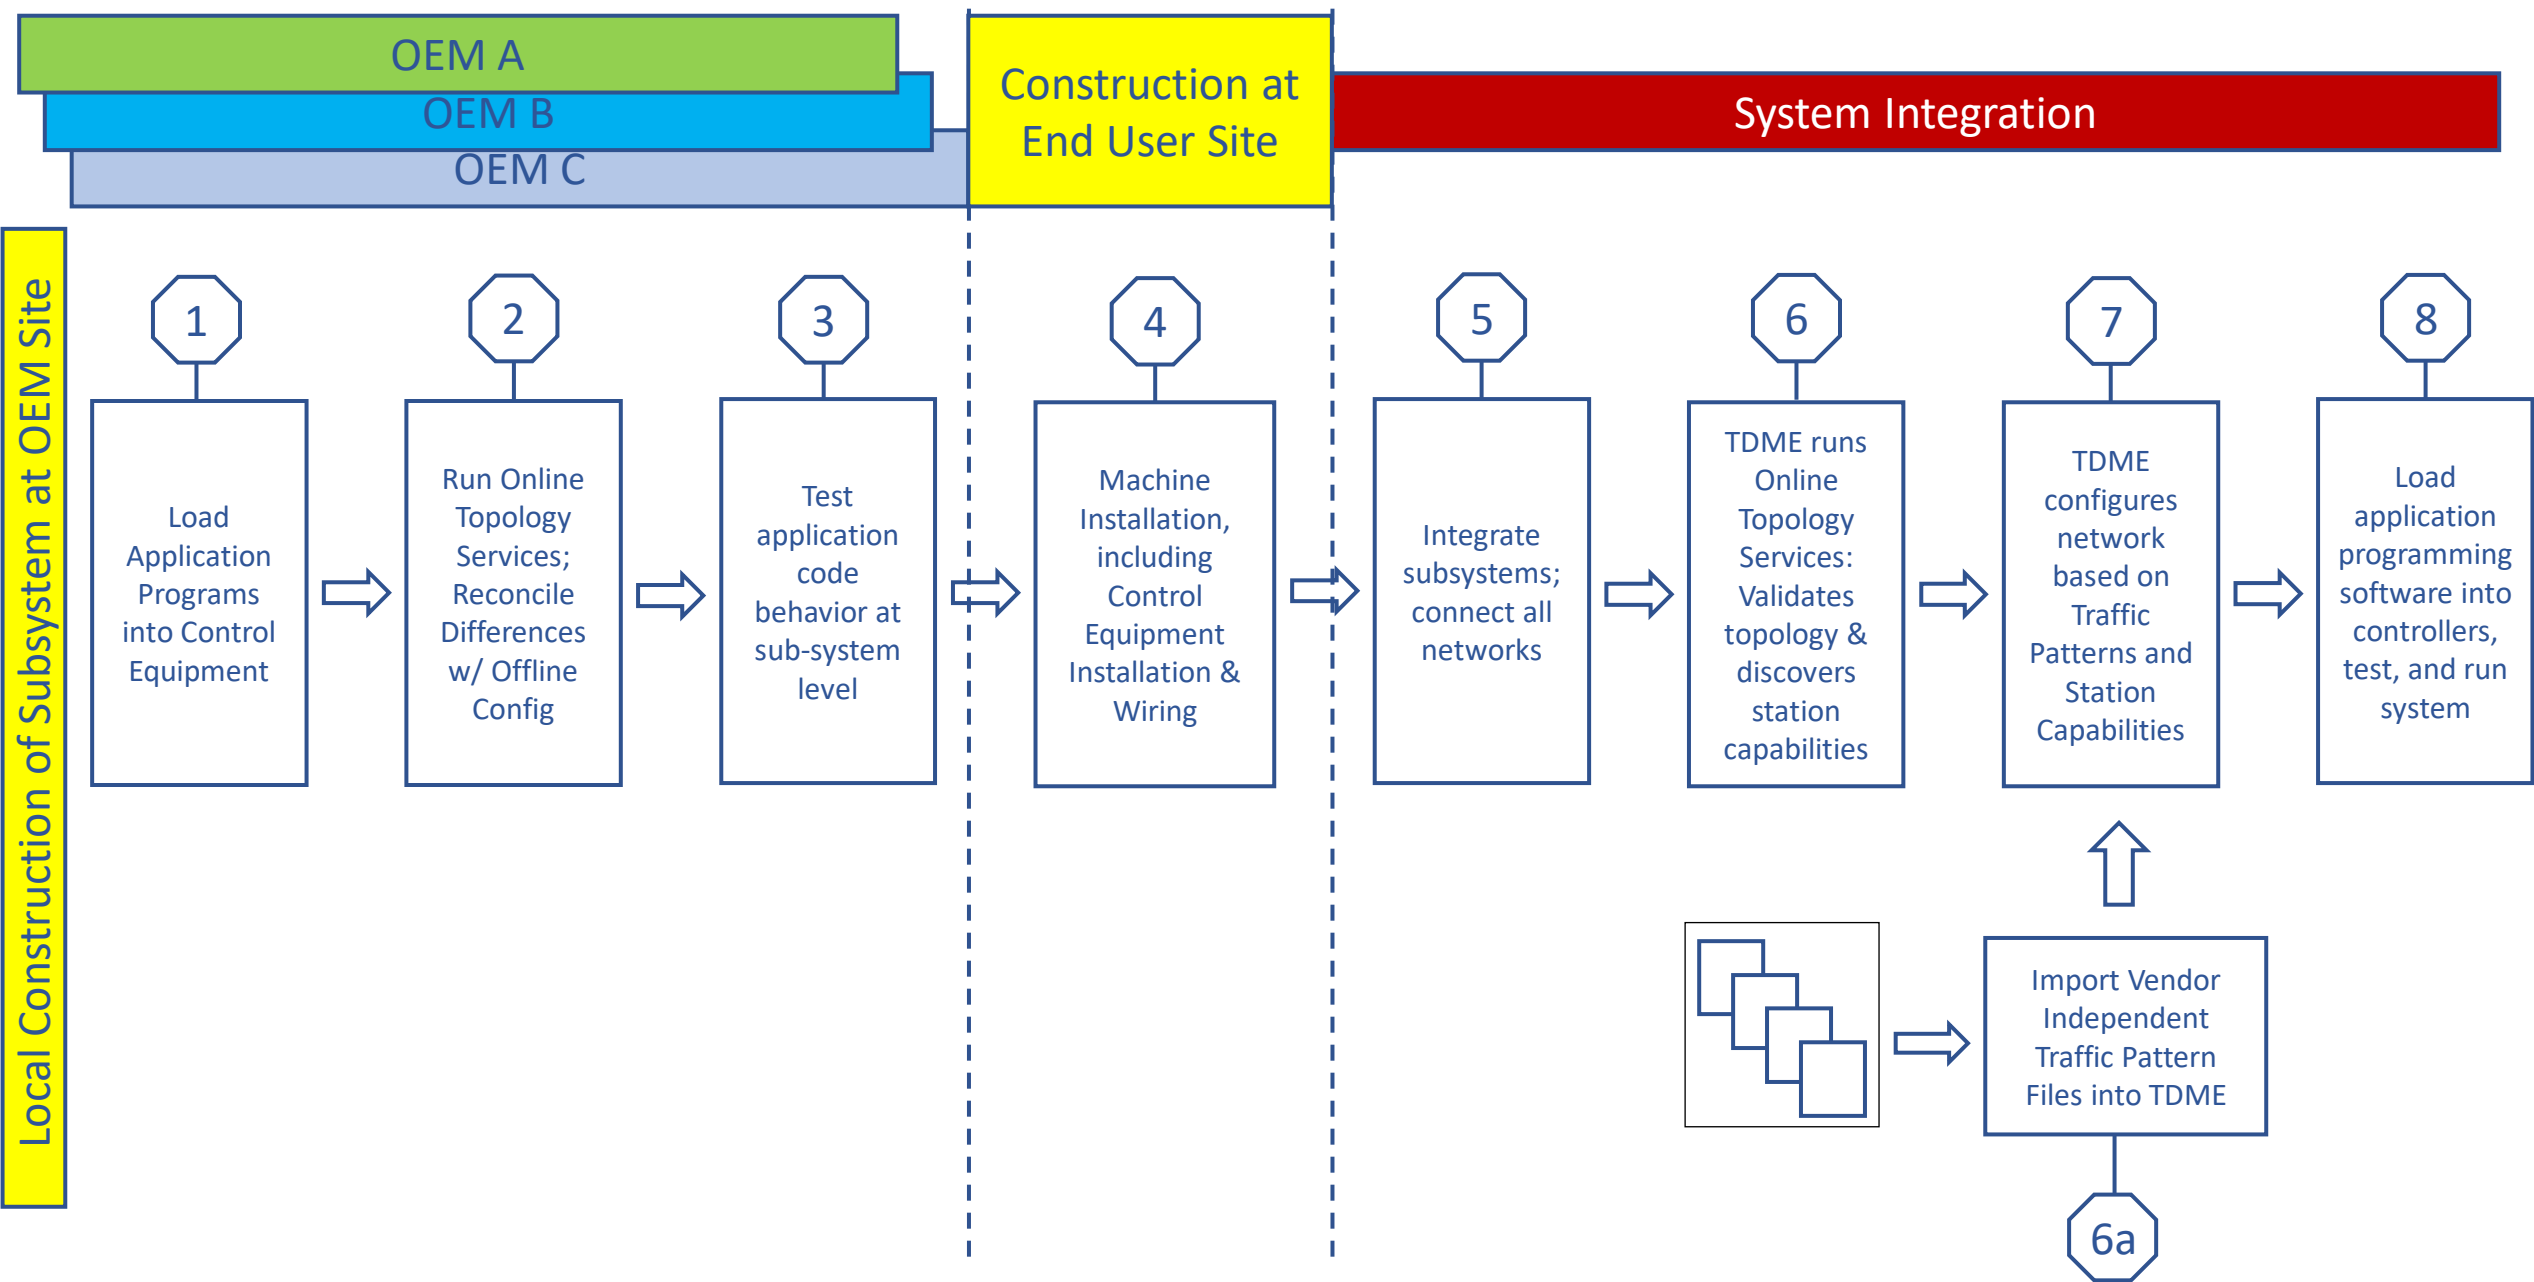 OEM A
OEM B
OEM C
Construction at
End User Site
System Integration
Local Construction of Subsystem at OEM Site
1
Load
Application
Programs
into Control
Equipment
2
Run Online
Topology
Services;
Reconcile
Differences
w/ Offline
Config
3
Test
application
code
behavior at
sub-system
level
4
Machine
Installation,
including
Control
Equipment
Installation &
Wiring
5
Integrate
subsystems;
connect all
networks
6
TDME runs
Online
Topology
Services:
Validates
topology &
discovers
station
capabilities
7
TDME
configures
network
based on
Traffic
Patterns and
Station
Capabilities
8
Load
application
programming
software into
controllers,
test, and run
system
Import Vendor
Independent
Traffic Pattern
Files into TDME
6a